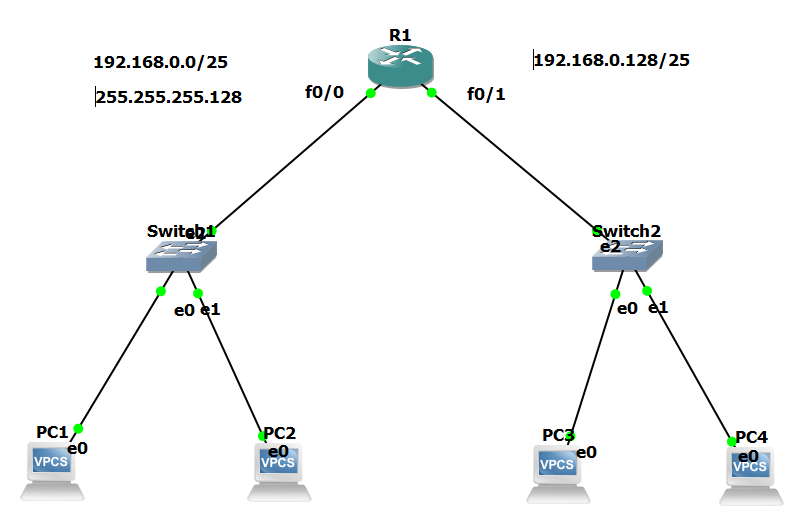 R1
192.168.0.0/25
192.168.0.128/25
255.255.255.128
f0/0
f0/1
Switch1
e2
Switch2
e2
e0
e1
e0
e1
PC1
e0
VPCS
PC2
e0
VPCS
PC3
e0
VPCS
PC4
e0
VPCS